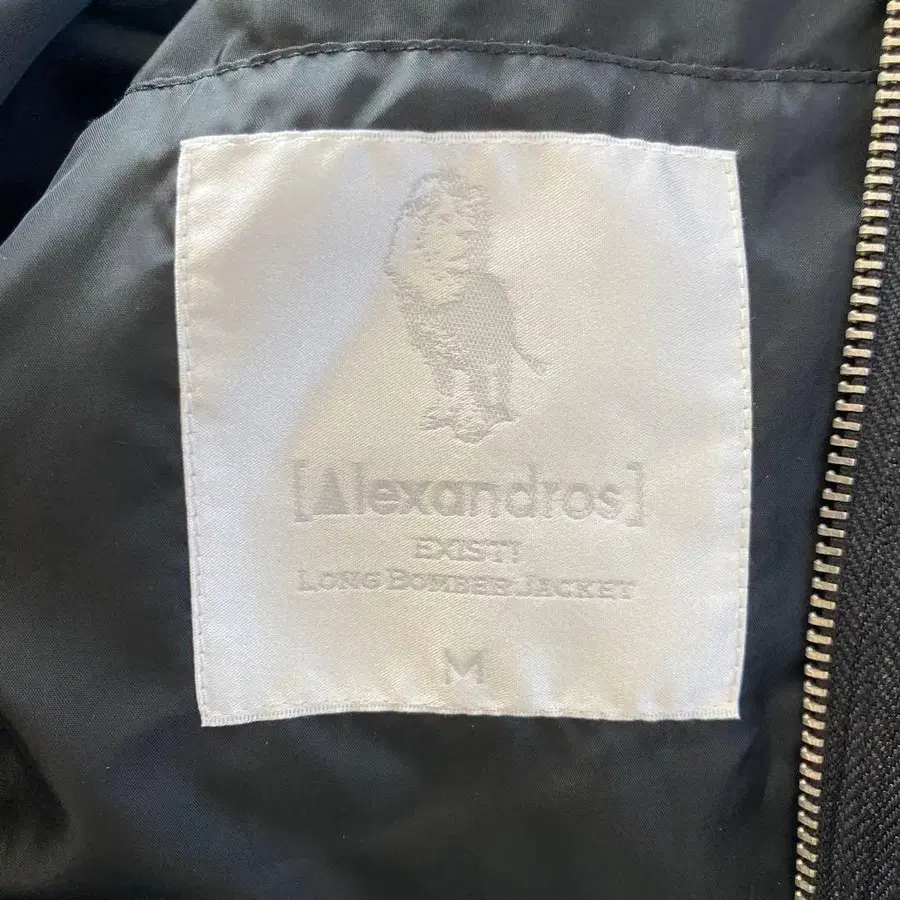 [Alexandros]
EXIST!
LONG BOMBER JACKET
M